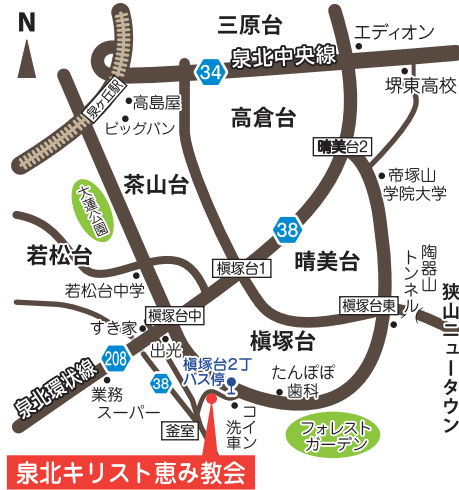 N
三原台
エディオン
泉北中央線
34
堺東高校
泉ヶ丘駅
高島屋
ビッグバン
高倉台
晴美台2
帝塚山
学院大学
茶山台
大蓮公園
38
若松台
槇塚台1
晴美台
陶器山
トンネル
若松台中学
狭山ニュータウン
槇塚台中
槇塚台東
すき家
出光
槇塚台
208
泉北環状線
槇塚台2丁
バス停
38
たんぽぽ
歯科
業務
スーパー
コイン
洗車
釜室
フォレスト
ガーデン
泉北キリスト恵み教会